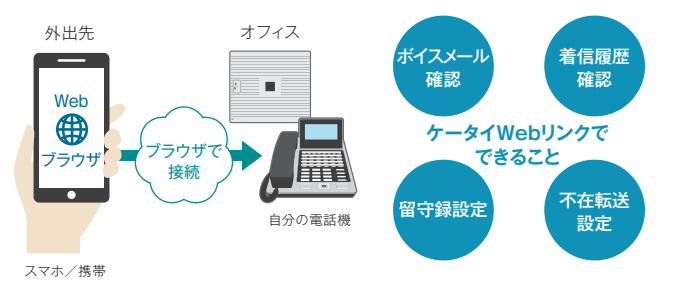 外出先
Web
ブラウザ
スマホ／携帯
ブラウザで
接続
オフィス
自分の電話機
ボイスメール
確認
着信履歴
確認
ケータイWebリンクで
できること
留守録設定
不在転送
設定